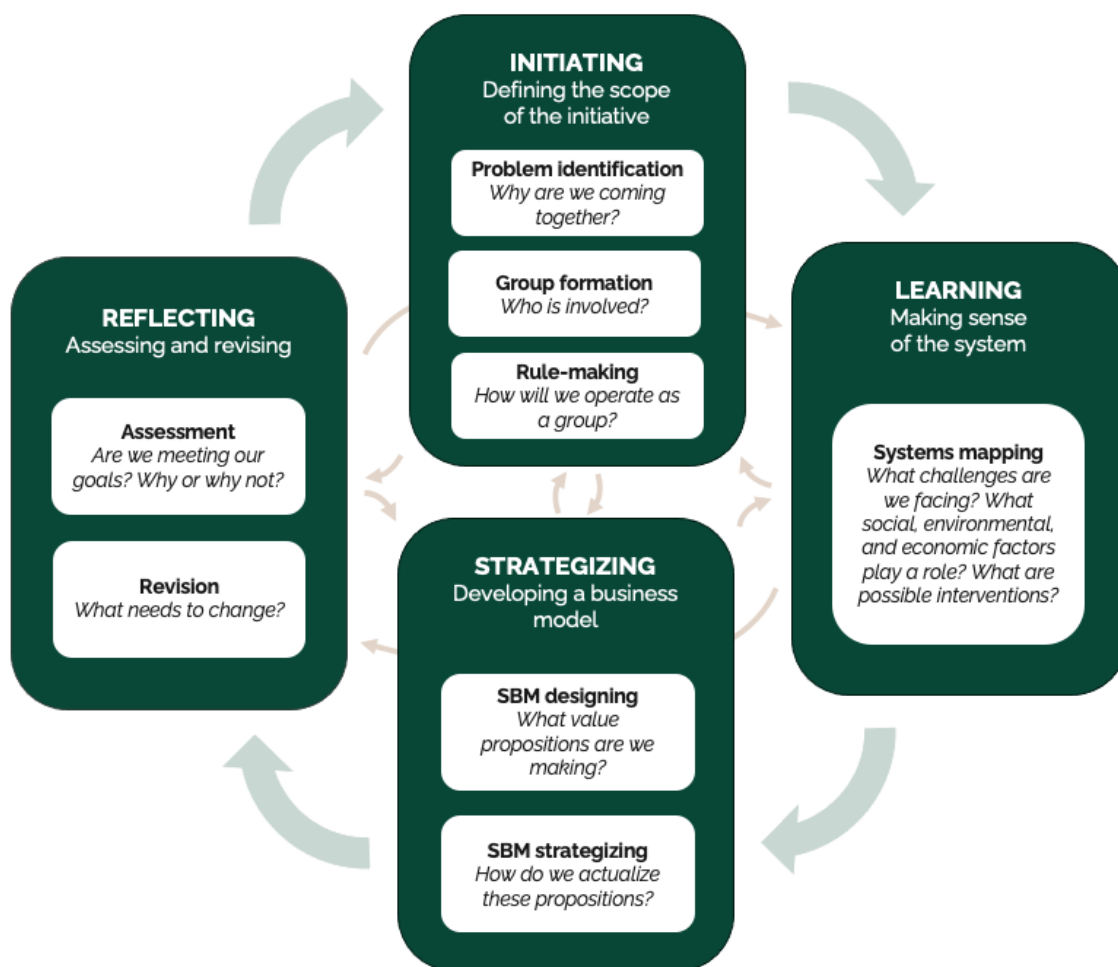 INITIATING
Defining the scope
of the initiative
Problem identification
Why are we coming
together?
Group formation
Who is involved?
Rule-making
How will we operate as
a group?
LEARNING
Making sense
of the system
Systems mapping
What challenges are
we facing? What
social, environmental,
and economic factors
play a role? What are
possible interventions?
STRATEGIZING
Developing a business
model
SBM designing
What value
propositions are we
making?
SBM strategizing
How do we actualize
these propositions?
REFLECTING
Assessing and revising
Assessment
Are we meeting our
goals? Why or why not?
Revision
What needs to change?